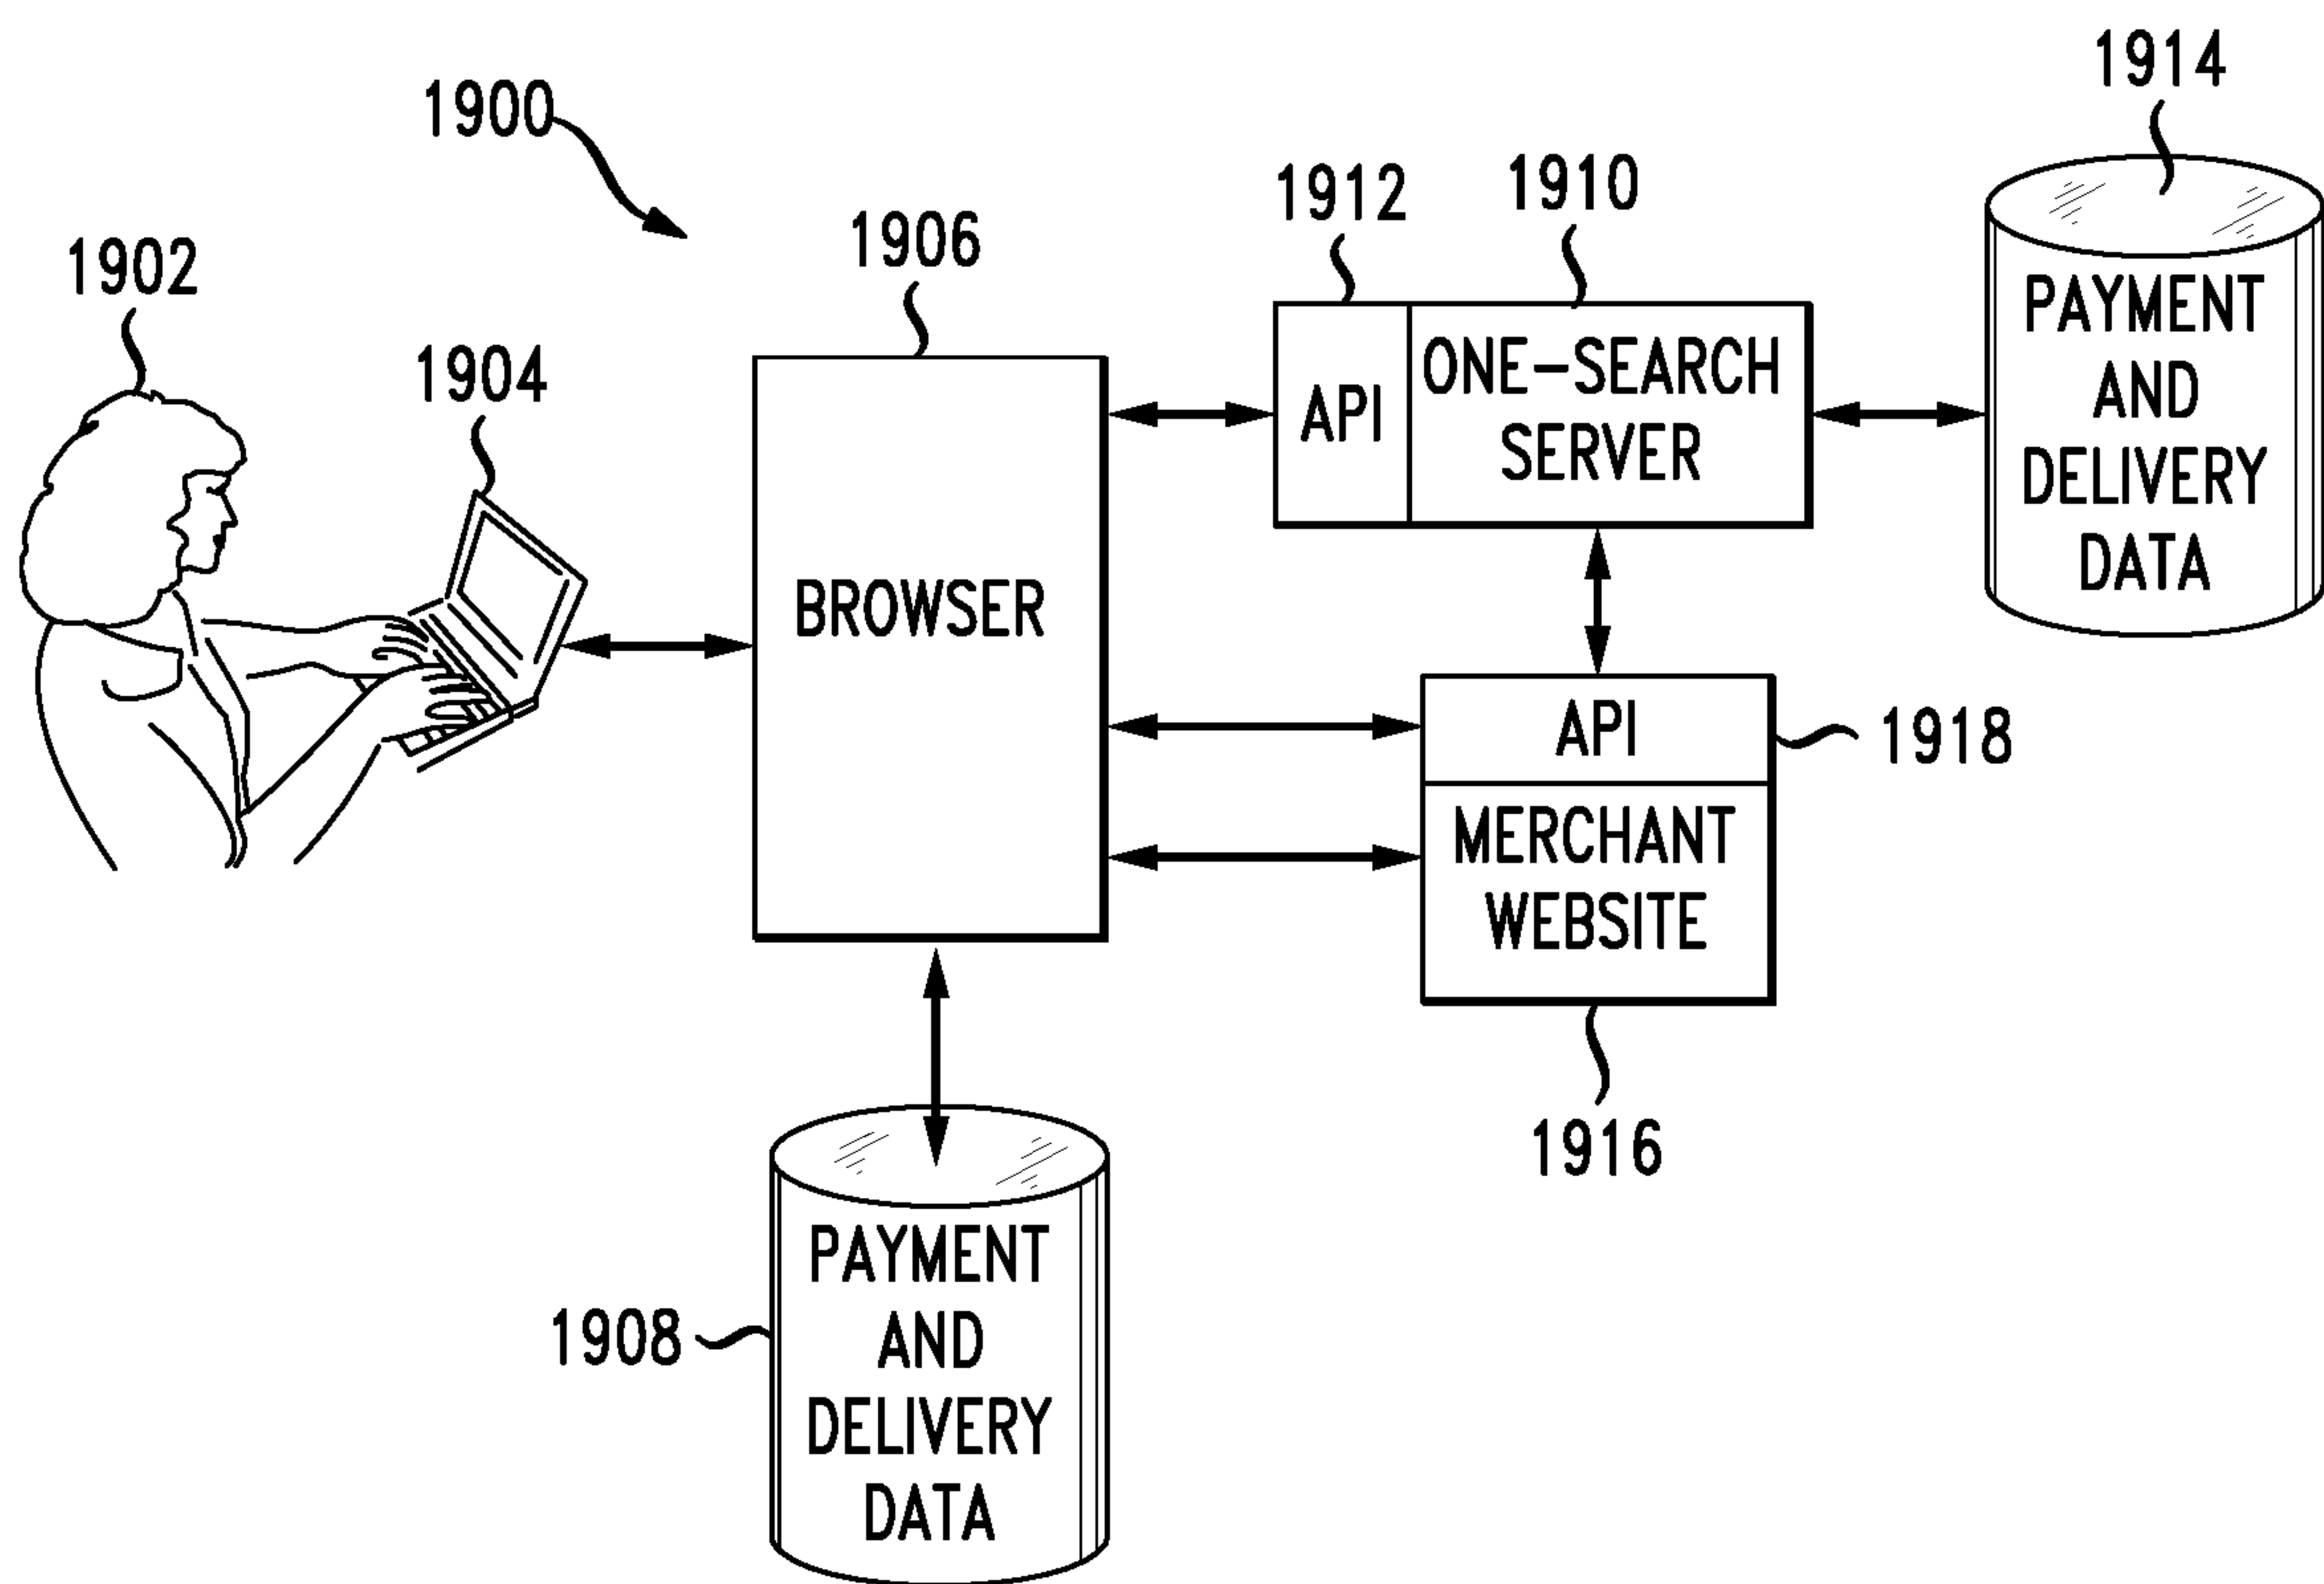 1900
1902
1904
1906
BROWSER
1912
1910
API
ONE-SEARCH
SERVER
1914
PAYMENT
AND
DELIVERY
DATA
API
1918
MERCHANT
WEBSITE
1916
1908
PAYMENT
AND
DELIVERY
DATA